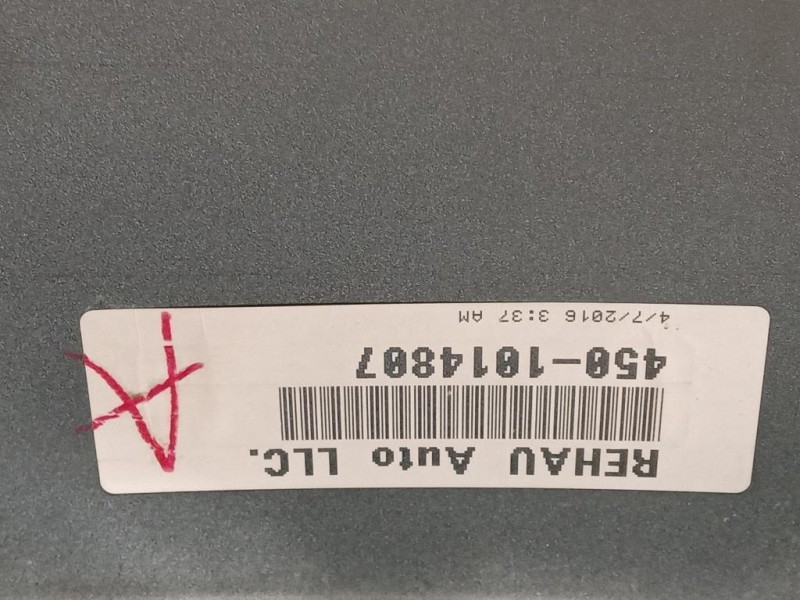 REHAU Auto LLC.
450-1014807
4/7/2016 3:37 AM